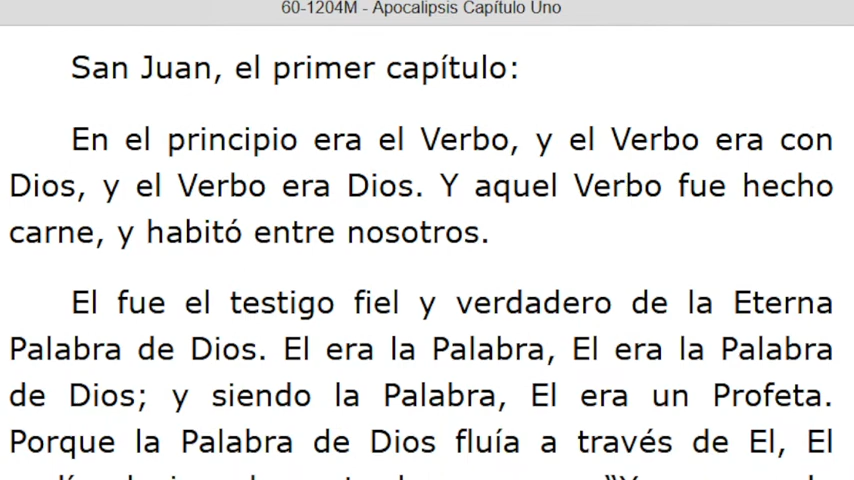 60-1204M - Apocalipsis Capítulo Uno
San Juan, el primer capítulo:
En el principio era el Verbo, y el Verbo era con
Dios, y el Verbo era Dios. Y aquel Verbo fue hecho
carne, y habitó entre nosotros.
El fue el testigo fiel y verdadero de la Eterna
Palabra de Dios. El era la Palabra, El era la Palabra
de Dios; y siendo la Palabra, El era un Profeta.
Porque la Palabra de Dios fluía a través de El, El